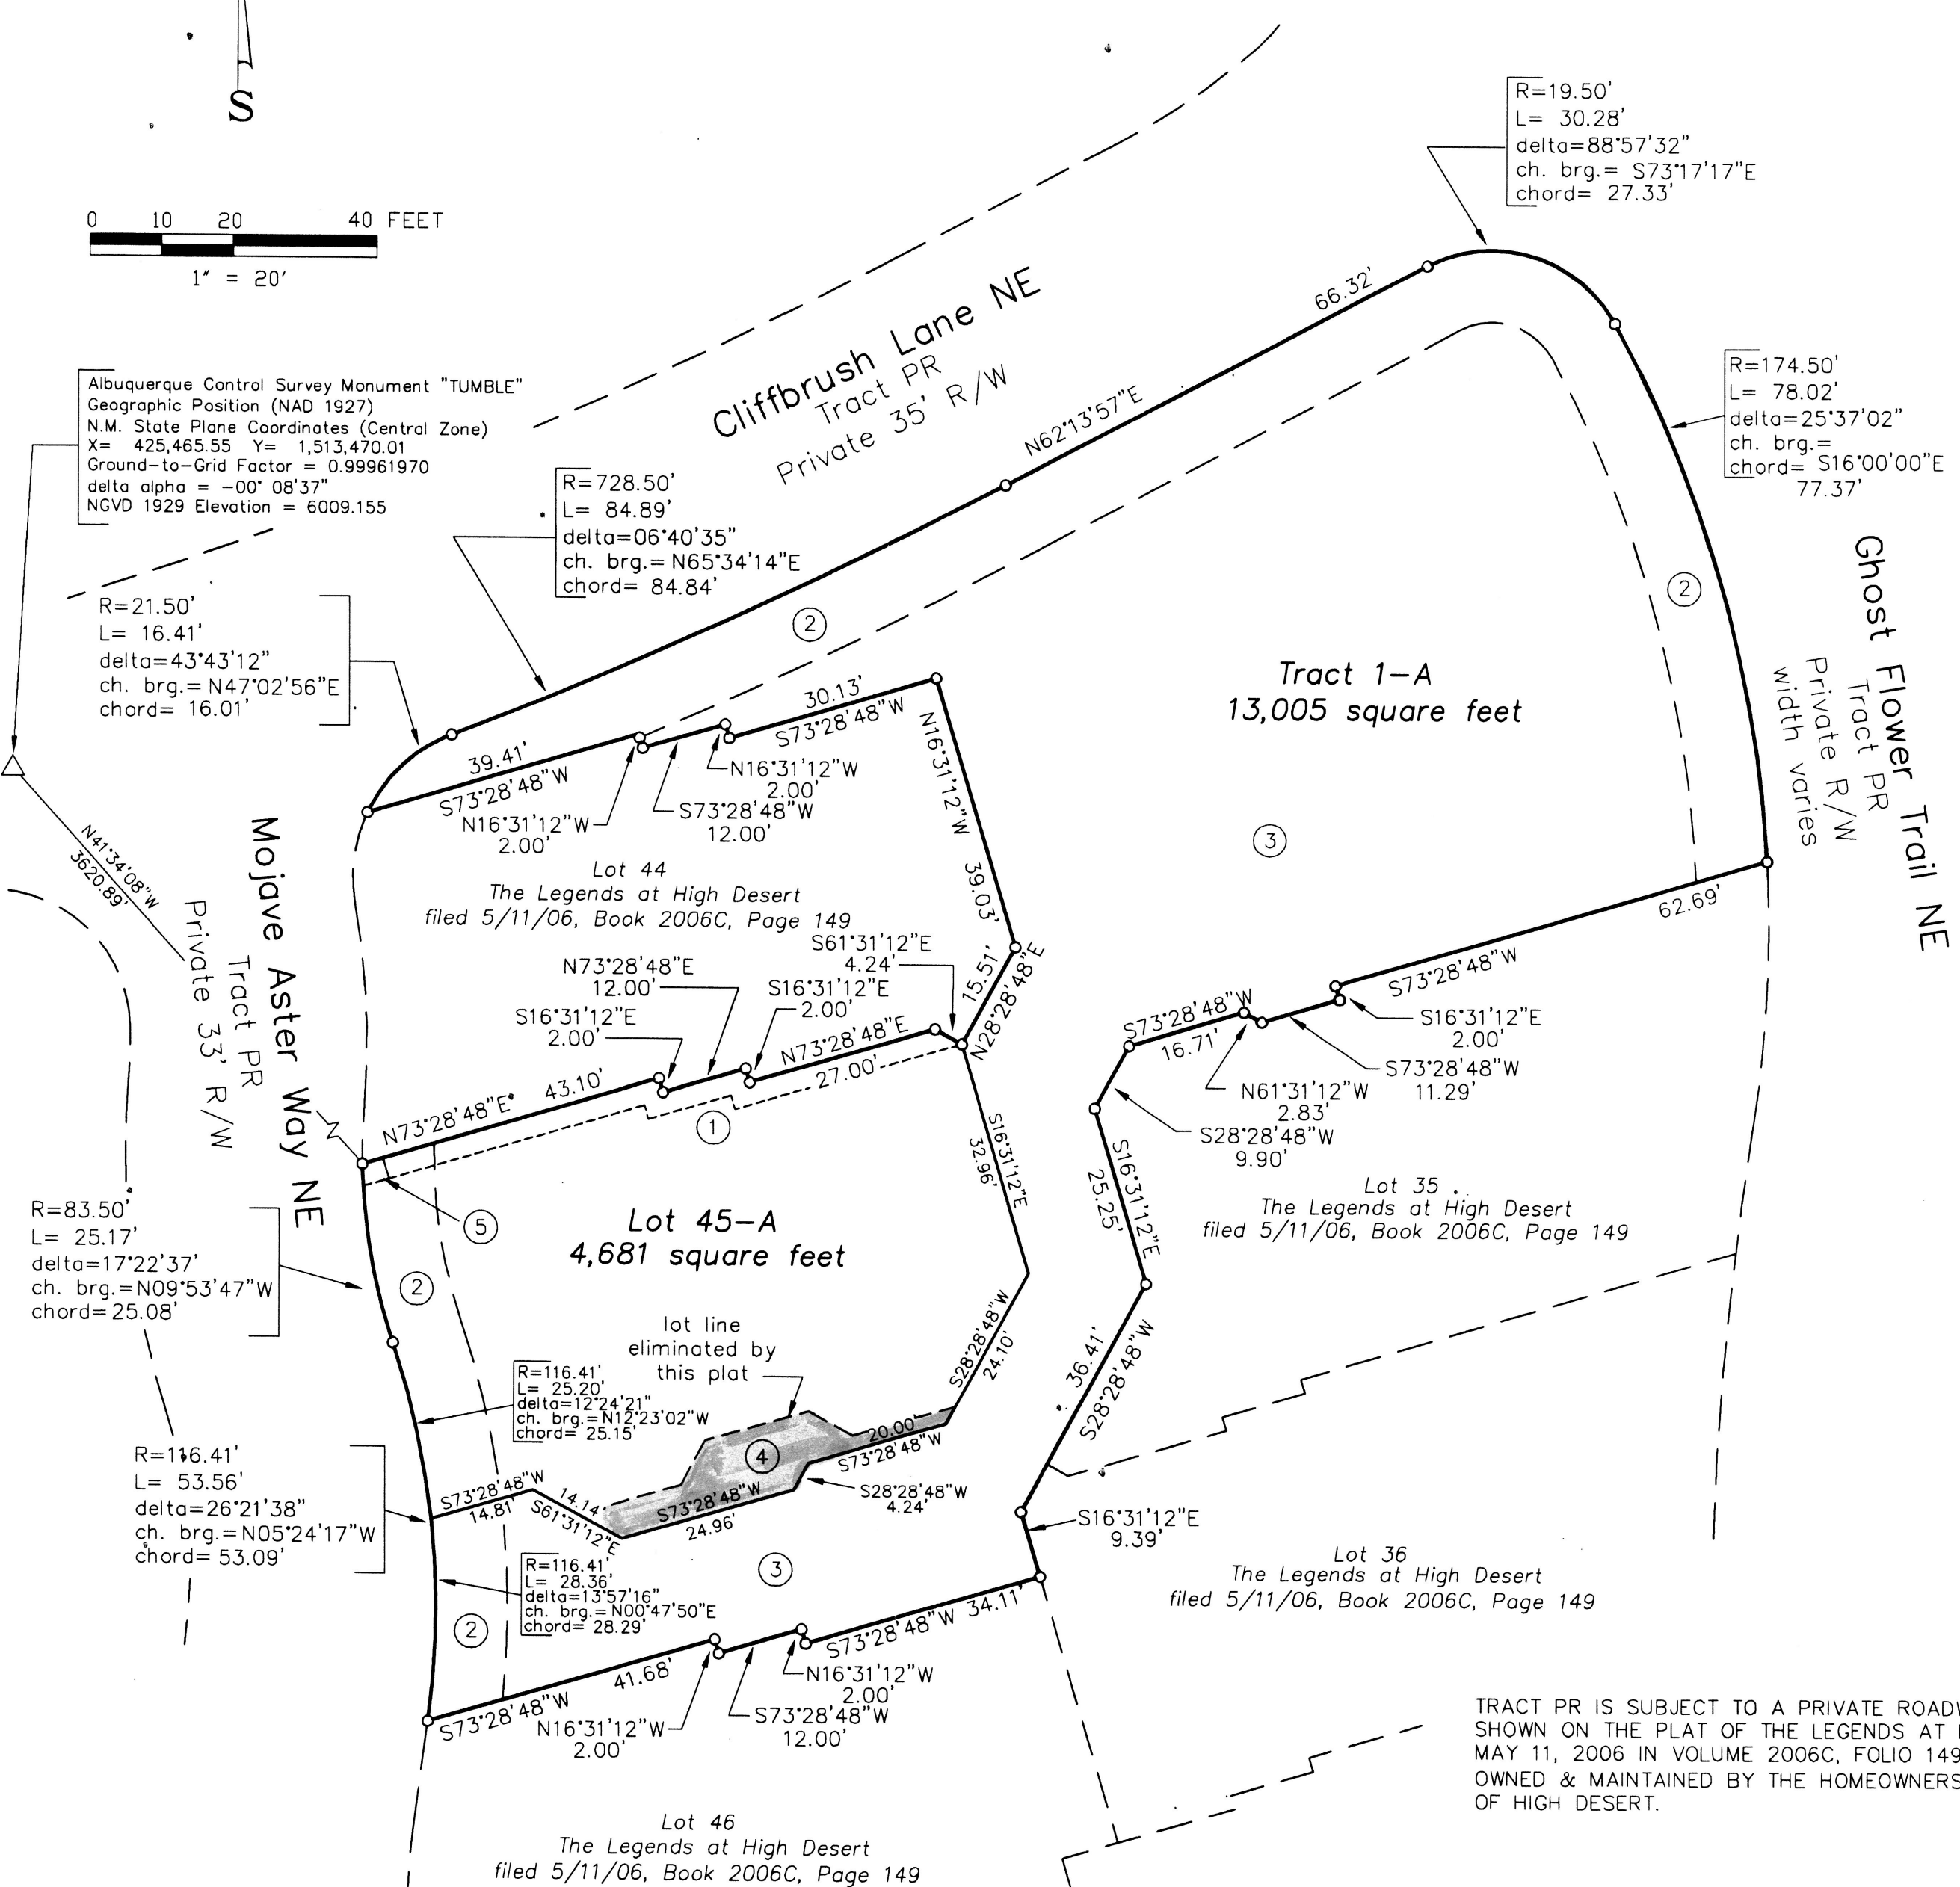 S
0 10 20 40 FEET
1" = 20'
R=19.50'
L= 30.28'
delta=88°57'32"
ch. brg.= S73°17'17"E
chord= 27.33'
Cliffbrush Lane NE
Tract PR
Private 35' R/W
66.32'
N62°13'57"E
R=174.50'
L= 78.02'
delta=25°37'02"
ch. brg.=
chord= S16°00'00"E
77.37'
Albuquerque Control Survey Monument "TUMBLE"
Geographic Position (NAD 1927)
N.M. State Plane Coordinates (Central Zone)
X= 425,465.55 Y= 1,513,470.01
Ground-to-Grid Factor = 0.99961970
delta alpha = -00° 08'37"
NGVD 1929 Elevation = 6009.155
R=728.50'
L= 84.89'
delta=06°40'35"
ch. brg.= N65°34'14"E
chord= 84.84'
R=21.50'
L= 16.41'
delta=43°43'12"
ch. brg.= N47°02'56"E
chord= 16.01'
2
2
Ghost Flower Trail NE
Tract PR
Private R/W
width varies
Tract 1-A
13,005 square feet
3
39.41'
S73°28'48"W
30.13'
S73°28'48"W
N16°31'12"W
2.00'
S73°28'48"W
12.00'
N16°31'12"W
2.00'
N16°31'12"W
39.03'
N41°34'08"W
3620.89'
Mojave Aster Way NE
Tract PR
Private 33' R/W
Lot 44
The Legends at High Desert
filed 5/11/06, Book 2006C, Page 149
S61°31'12"E
4.24'
15.51'
N28°28'48"E
N73°28'48"E
12.00'
S16°31'12"E
2.00'
S16°31'12"E
2.00'
N73°28'48"E
27.00'
N73°28'48"E
43.10'
1
62.69'
S73°28'48"W
S73°28'48"W
16.71'
S16°31'12"E
2.00'
S73°28'48"W
11.29'
N61°31'12"W
2.83'
S28°28'48"W
9.90'
S16°31'12"E
32.96'
S16°31'12"E
25.25'
Lot 35
The Legends at High Desert
filed 5/11/06, Book 2006C, Page 149
5
R=83.50'
L= 25.17'
delta=17°22'37'
ch. brg.=N09°53'47"W
chord=25.08'
2
Lot 45-A
4,681 square feet
lot line
eliminated by
this plat
S28°28'48"W
24.10'
36.41'
S28°28'48"W
R=116.41'
L= 25.20'
delta=12°24'21"
ch. brg.=N12°23'02"W
chord= 25.15'
R=116.41'
L= 53.56'
delta=26°21'38"
ch. brg.=N05°24'17"W
chord= 53.09'
4
20.00'
S73°28'48"W
S28°28'48"W
4.24'
S73°28'48"W
14.81'
14.14'
S61°31'12"E
S73°28'48"W
24.96'
3
R=116.41'
L= 28.36'
delta=13°57'16"
ch. brg.=N00°47'50"E
chord= 28.29'
2
S16°31'12"E
9.39'
Lot 36
The Legends at High Desert
filed 5/11/06, Book 2006C, Page 149
S73°28'48"W
34.11'
41.68'
S73°28'48"W
N16°31'12"W
2.00'
S73°28'48"W
12.00'
N16°31'12"W
2.00'
Lot 46
The Legends at High Desert
filed 5/11/06, Book 2006C, Page 149
TRACT PR IS SUBJECT TO A PRIVATE
SHOWN ON THE PLAT OF THE LEGENDS AT
MAY 11, 2006 IN VOLUME 2006C, FOLIO 149
OWNED & MAINTAINED BY THE HOMEOWNERS
OF HIGH DESERT.